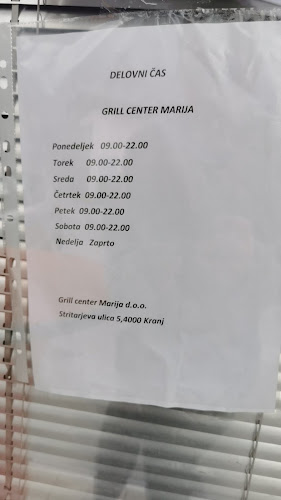 DELOVNI ČAS
GRILL CENTER MARIJA
Ponedeljek 09.00-22.00
Torek 09.00-22.00
Sreda 09.00-22.00
Četrtek 09.00-22.00
Petek 09.00-22.00
Sobota 09.00-22.00
Nedelja Zaprto
Grill center Marija d.o.o.
Stritarjeva ulica 5,4000 Kranj